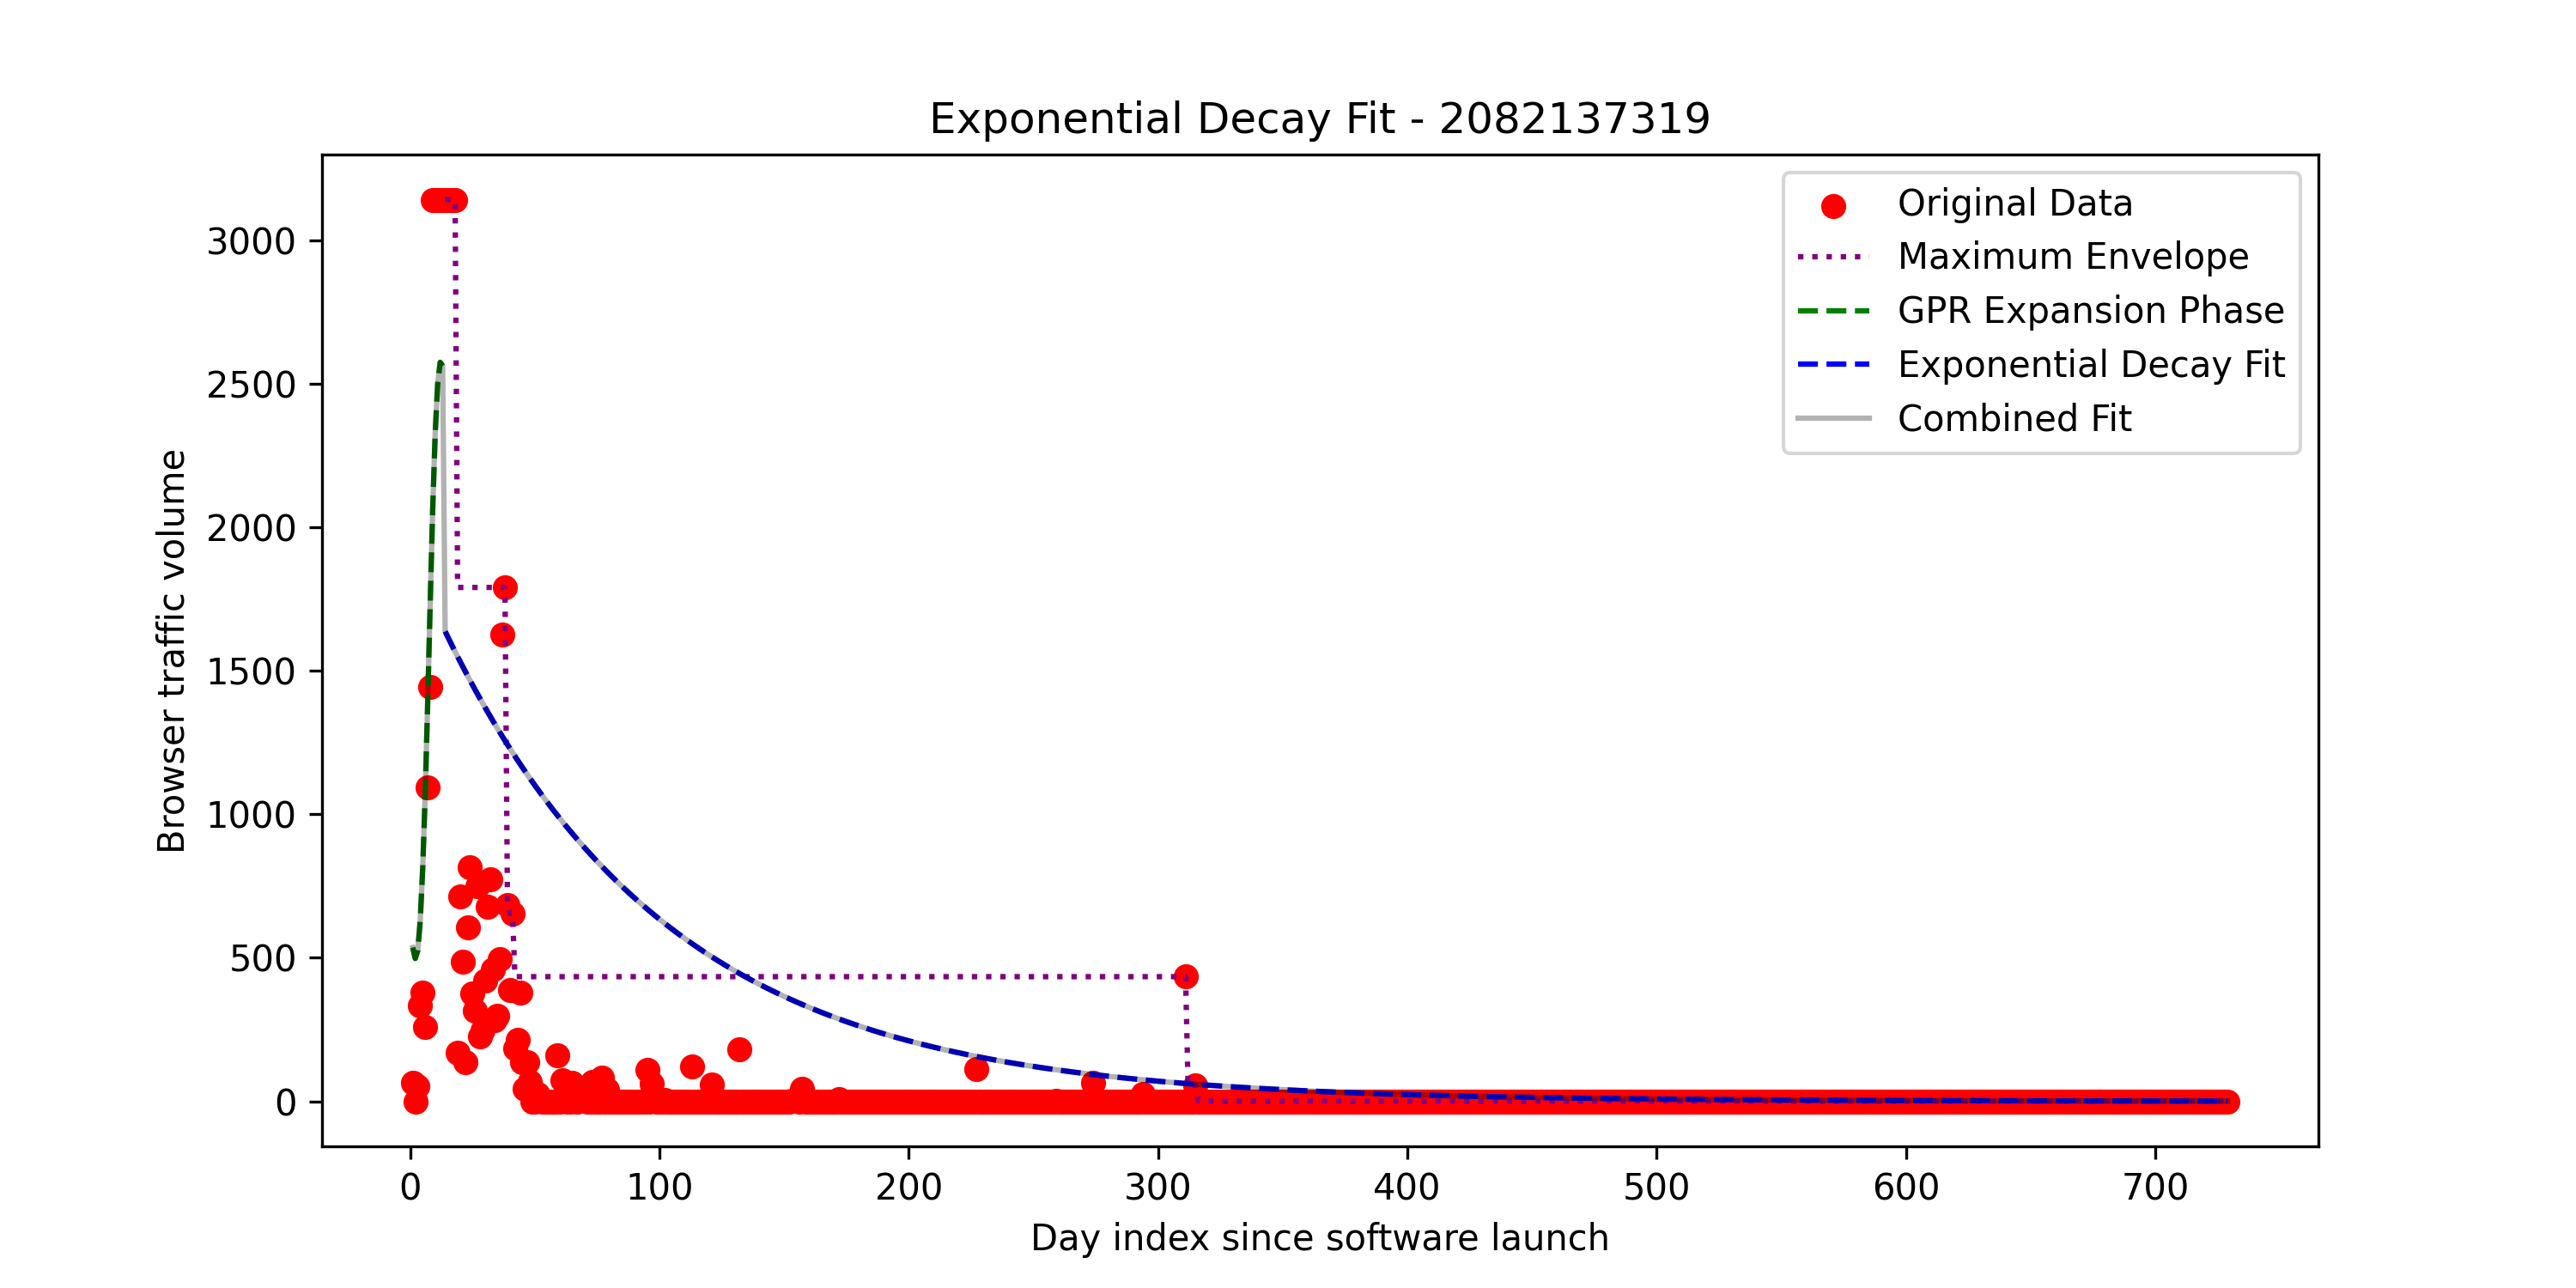 Exponential Decay Fit - 2082137319
Original Data
Maximum Envelope
GPR Expansion Phase
Exponential Decay Fit
Combined Fit
Browser traffic volume
3000
2500
2000
1500
1000
500
0
0 100 200 300 400 500 600 700
Day index since software launch